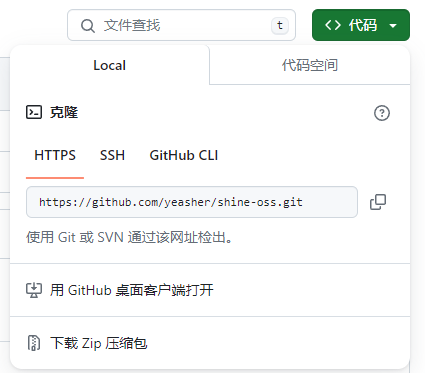 文件查找 t
代码
Local 代码空间
克隆
HTTPS SSH GitHub CLI
https://github.com/yeasher/shine-oss.git
使用 Git 或 SVN 通过该网址检出。
用 GitHub 桌面客户端打开
下载 Zip 压缩包